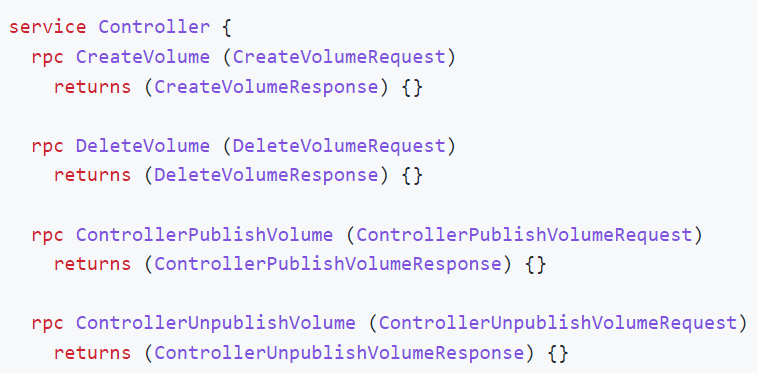 service Controller {
  rpc CreateVolume (CreateVolumeRequest)
    returns (CreateVolumeResponse) {}

  rpc DeleteVolume (DeleteVolumeRequest)
    returns (DeleteVolumeResponse) {}

  rpc ControllerPublishVolume (ControllerPublishVolumeRequest)
    returns (ControllerPublishVolumeResponse) {}

  rpc ControllerUnpublishVolume (ControllerUnpublishVolumeRequest)
    returns (ControllerUnpublishVolumeResponse) {}